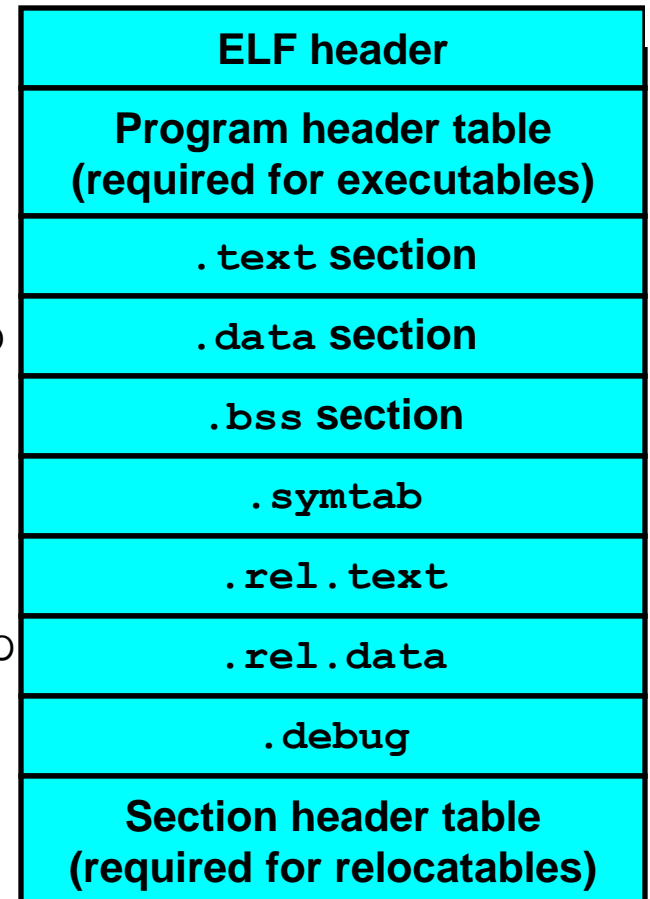 ELF header
Program header table
(required for executables)
.text section
.data section
.bss section
.symtab
.rel.text
.rel.data
.debug
Section header table
(required for relocatables)